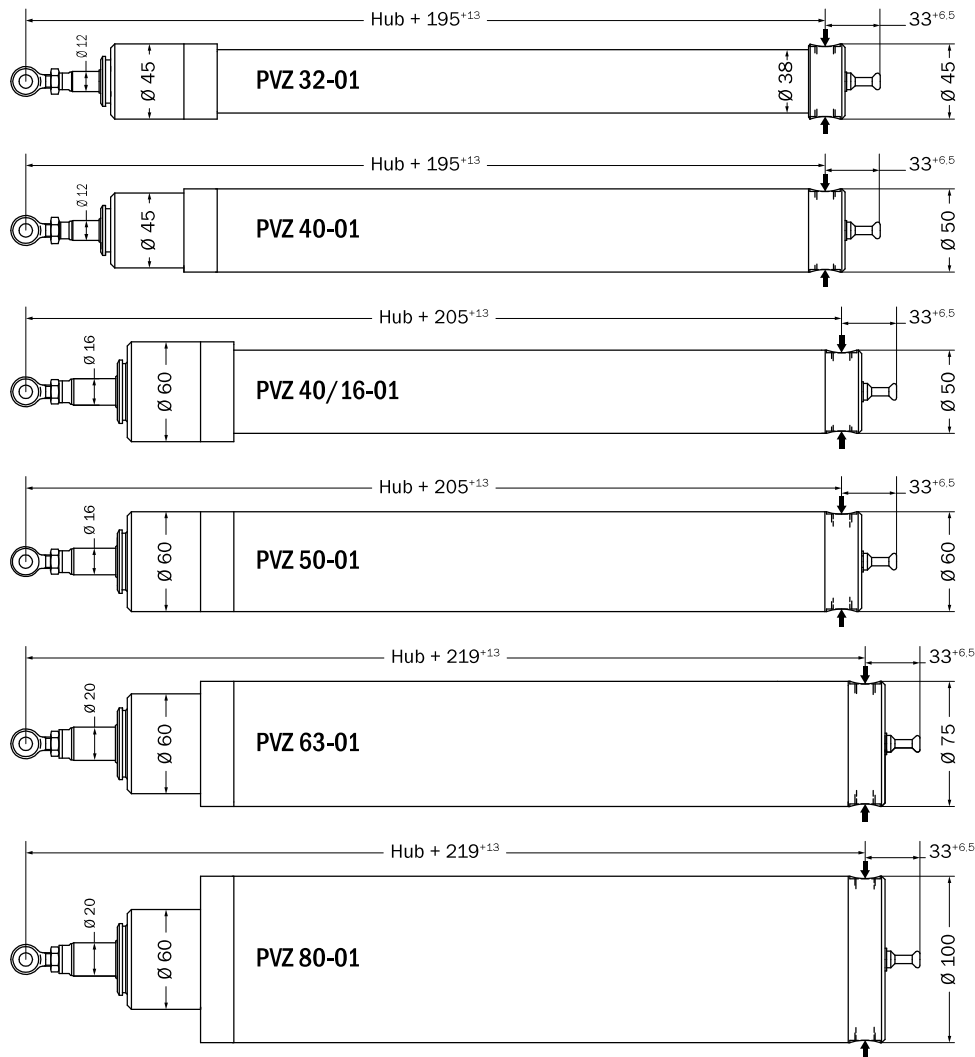 Hub + 195+13 33+6,5
Ø 12 Ø 45 PVZ 32-01 Ø 38 Ø 45
Hub + 195+13 33+6,5
Ø 12 Ø 45 PVZ 40-01 Ø 50
Hub + 205+13 33+6,5
Ø 16 Ø 60 PVZ 40/16-01 Ø 50
Hub + 205+13 33+6,5
Ø 16 Ø 60 PVZ 50-01 Ø 60
Hub + 219+13 33+6,5
Ø 20 Ø 60 PVZ 63-01 Ø 75
Hub + 219+13 33+6,5
Ø 20 Ø 60 PVZ 80-01 Ø 100